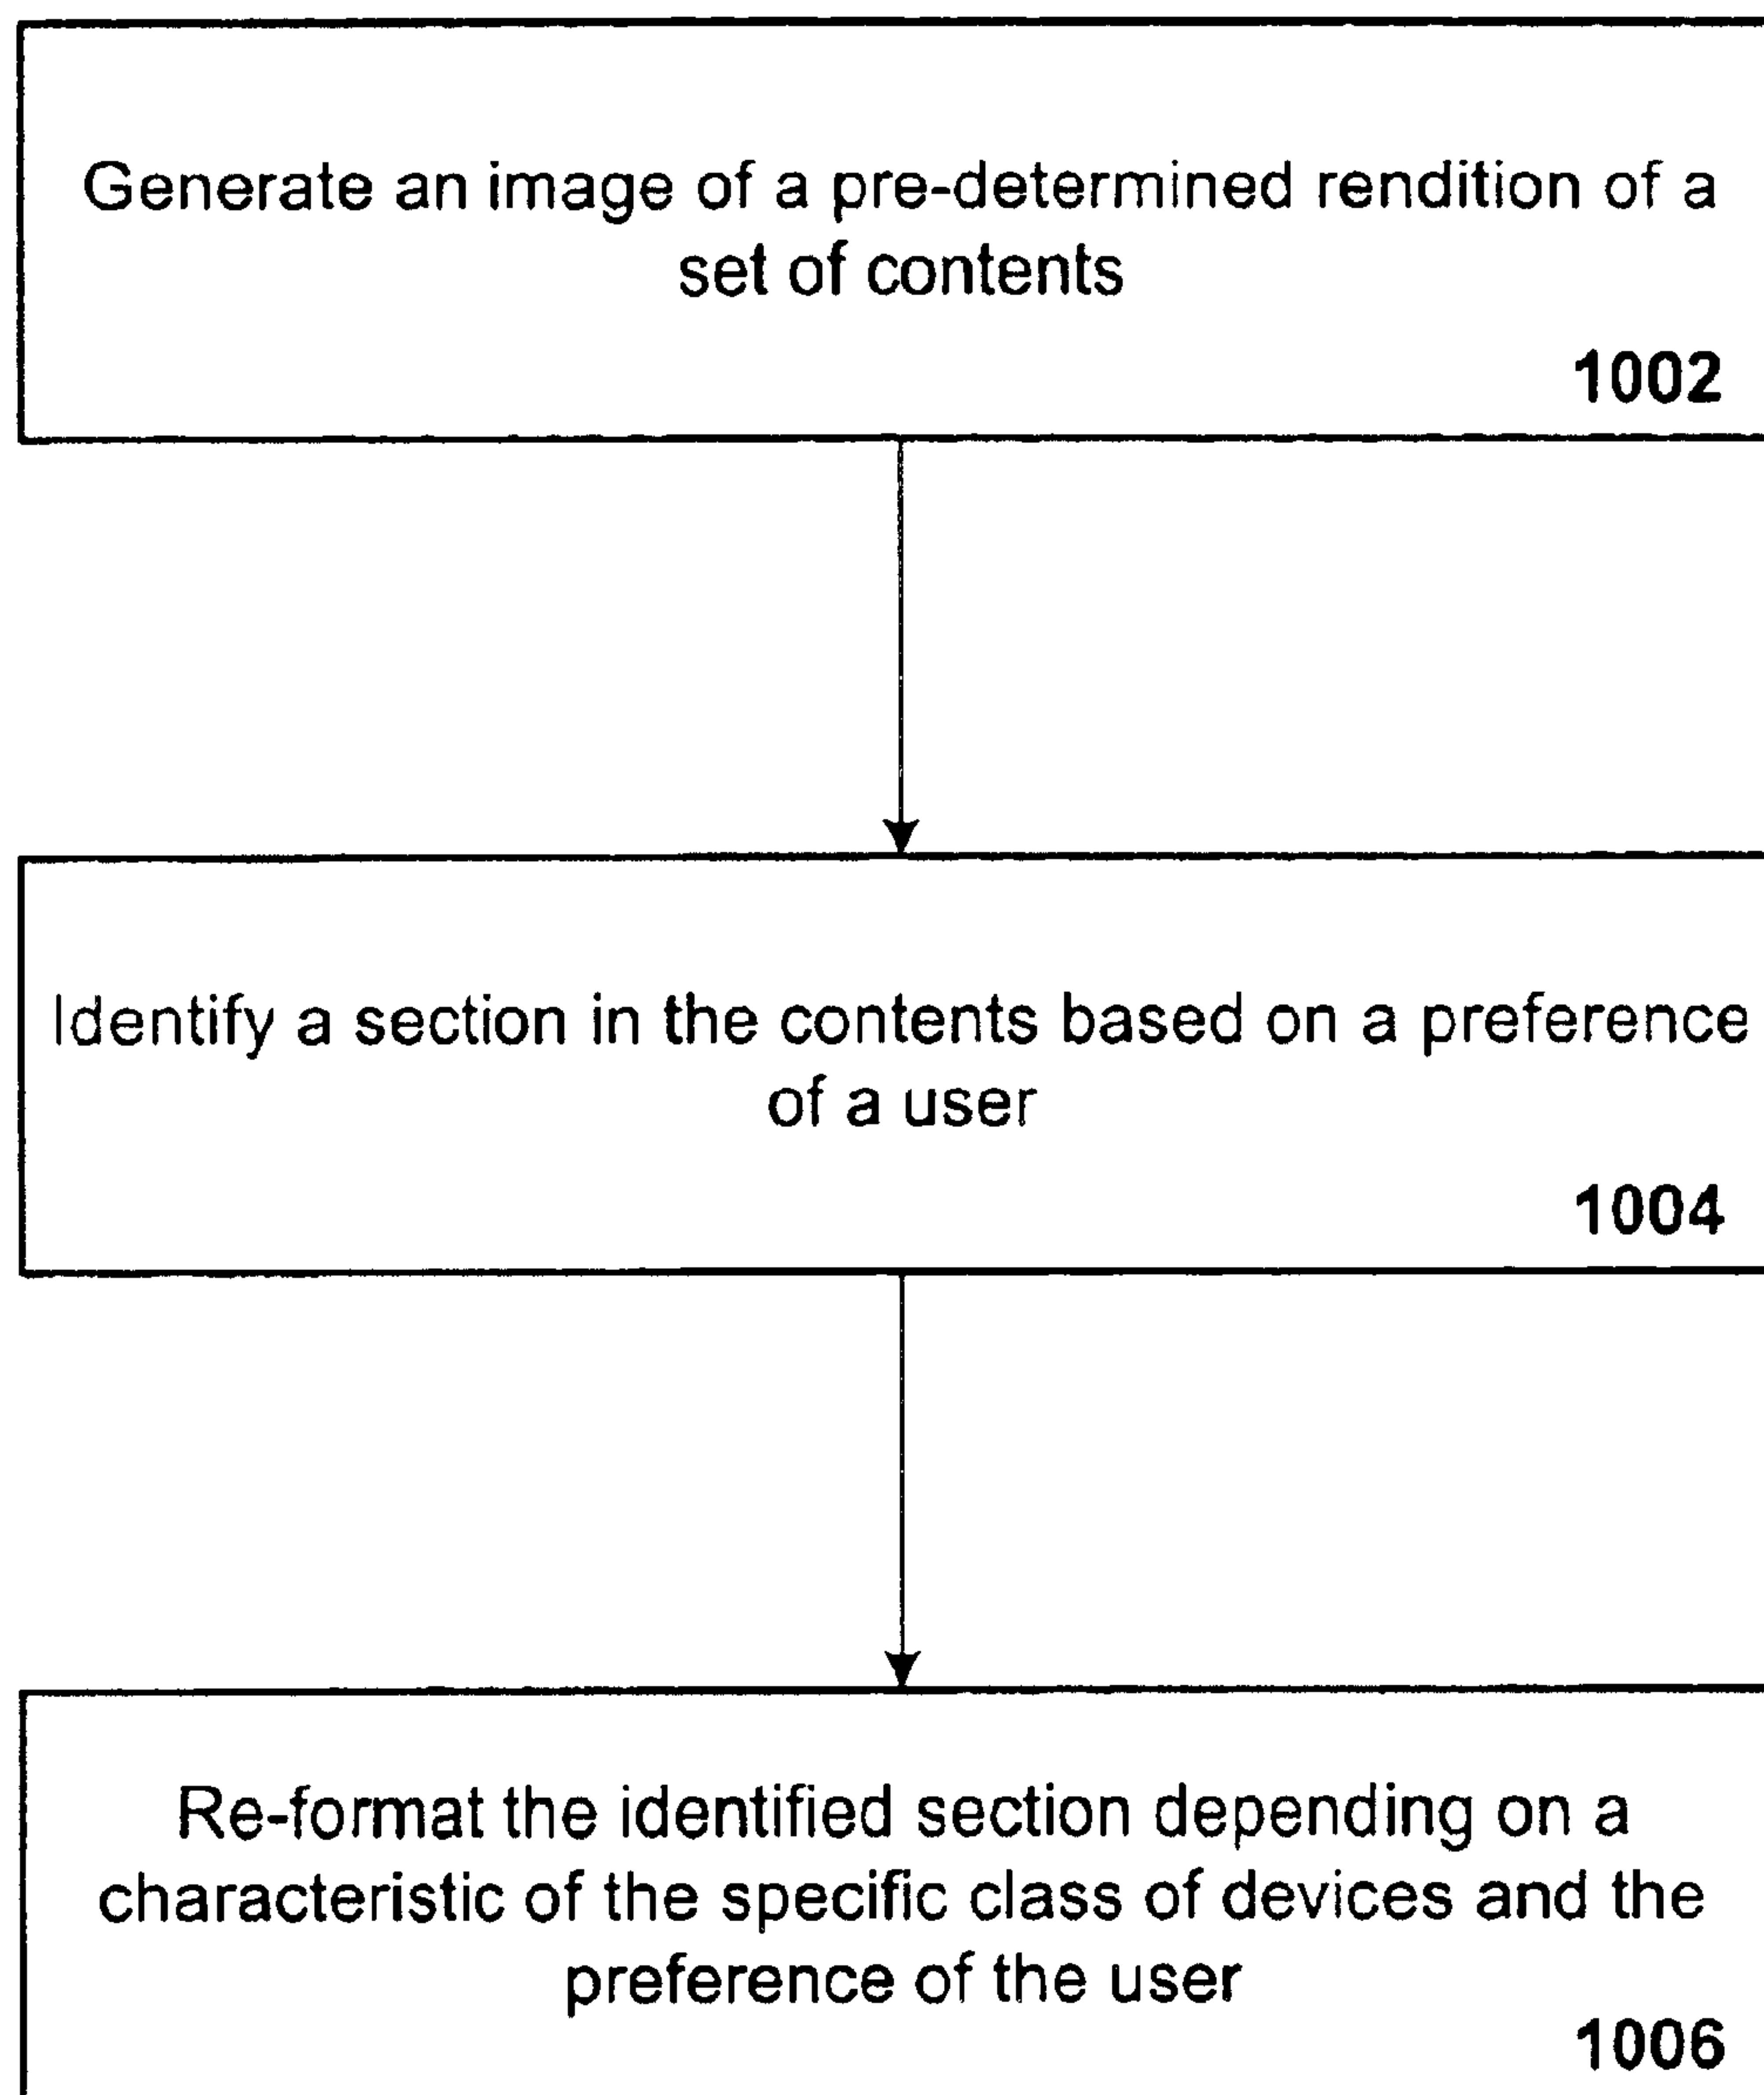 Generate an image of a pre-determined rendition of a
set of contents
1002
Identify a section in the contents based on a preference
of a user
1004
Re-format the identified section depending on a
characteristic of the specific class of devices and the
preference of the user
1006